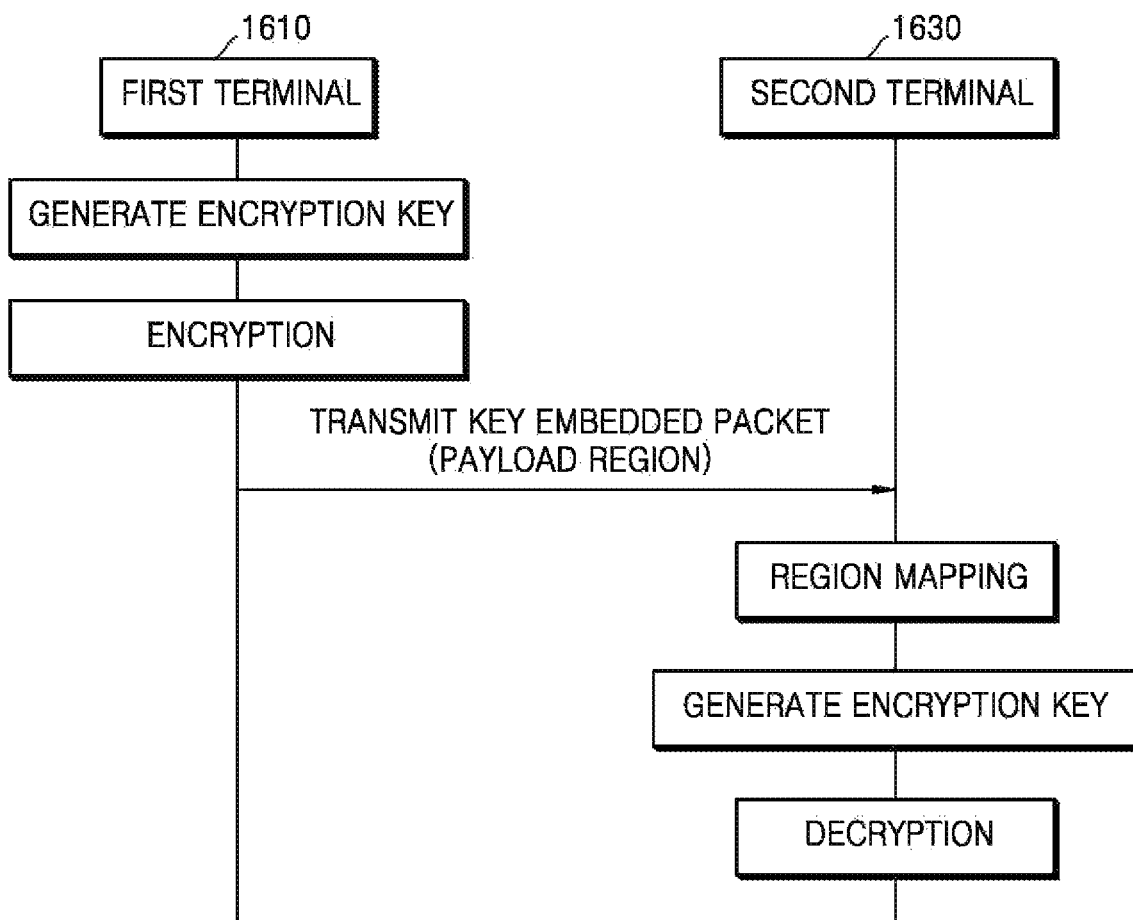 1610
1630
FIRST TERMINAL
SECOND TERMINAL
GENERATE ENCRYPTION KEY
ENCRYPTION
TRANSMIT KEY EMBEDDED PACKET
(PAYLOAD REGION)
REGION MAPPING
GENERATE ENCRYPTION KEY
DECRYPTION